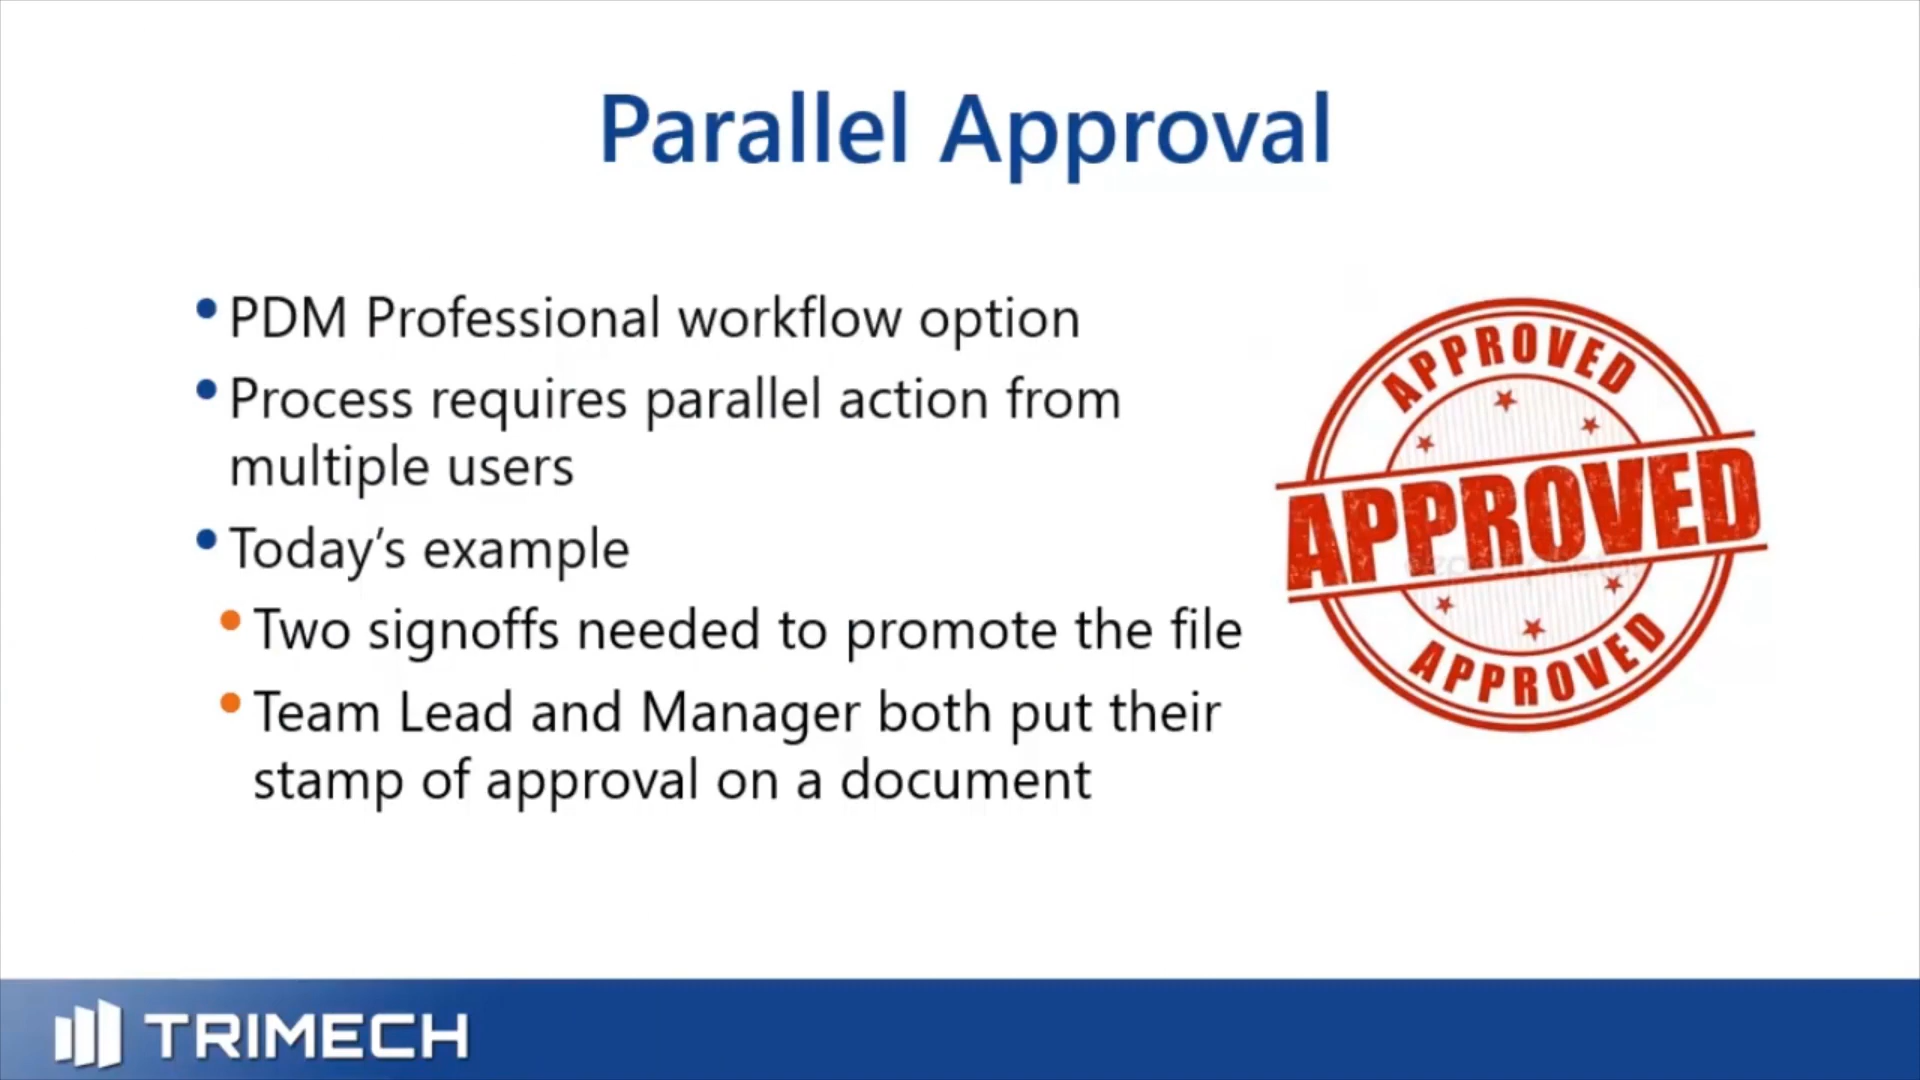 Parallel Approval
PDM Professional workflow option
Process requires parallel action from
multiple users
Today’s example
Two signoffs needed to promote the file
Team Lead and Manager both put their
stamp of approval on a document
APPROVED
APPROVED
APPROVED
TRIMECH